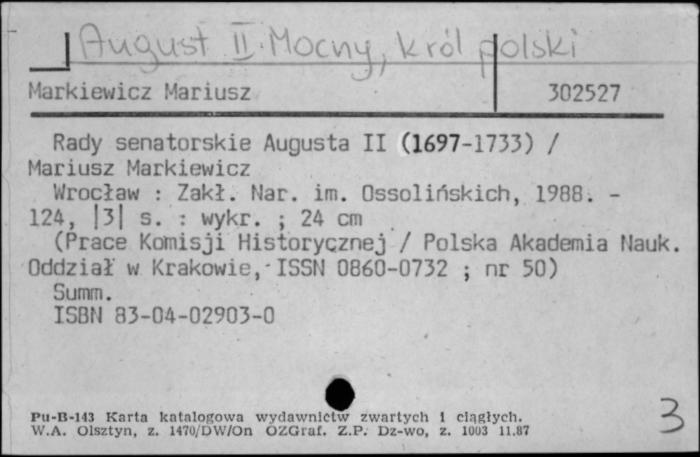 August II Mocny, król polski
Markiewicz Mariusz 302527
Rady senatorskie Augusta II (1697-1733) /
Mariusz Markiewicz
Wrocław : Zakł. Nar. im. Ossolińskich, 1988. -
124, |3| s. : wykr. ; 24 cm
(Prace Komisji Historycznej / Polska Akademia Nauk.
Oddział w Krakowie, ISSN 0860-0732 ; nr 50)
Summ.
ISBN 83-04-02903-0
Pu-B-143 Karta katalogowa wydawnictw zwartych i ciągłych.
W.A. Olsztyn, z. 1470/DW/On OZGraf. Z.P. Dz-wo, z. 1003 11.87
3